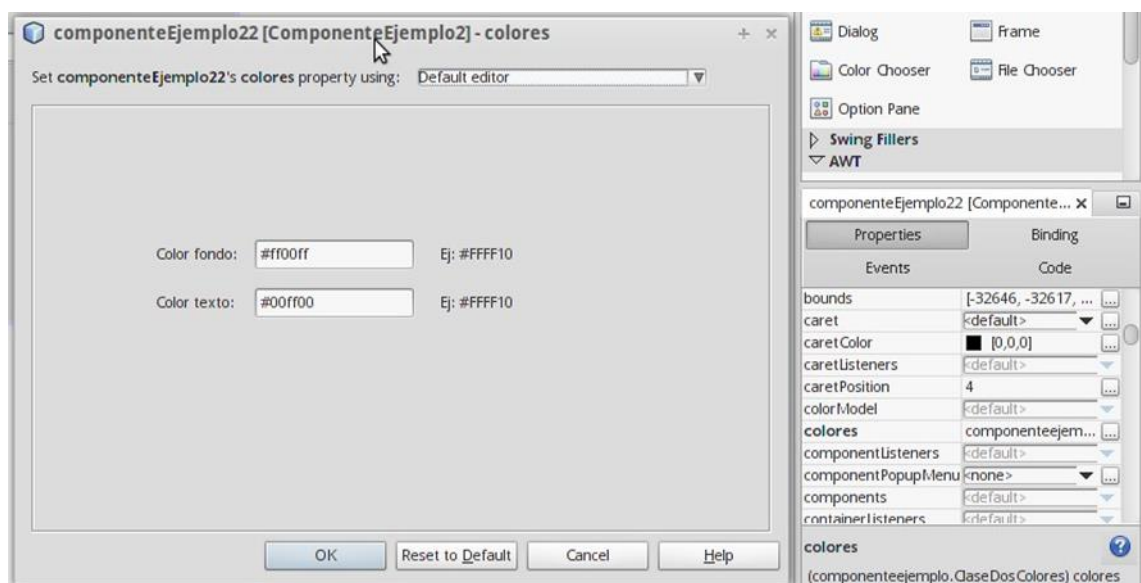 componenteEjemplo22 [ComponenteEjemplo2] - colores
Set componenteEjemplo22's colores property using: Default editor
Color fondo: #ff00ff Ej: #FFFF10
Color texto: #00ff00 Ej: #FFFF10
OK Reset to Default Cancel Help
Dialog Frame
Color Chooser File Chooser
Option Pane
Swing Fillers
AWT
componenteEjemplo22 [Componente...
Properties Binding
Events Code
bounds [-32646, -32617, ... ...
caret <default> ...
caretColor [0,0,0] ...
caretListeners <default>
caretPosition 4 ...
colorModel <default>
colores componenteejem... ...
componentListeners <default>
componentPopupMenu <none> ...
components <default>
containerListeners <default>
colores
(componenteejemplo.ClaseDosColores) colores